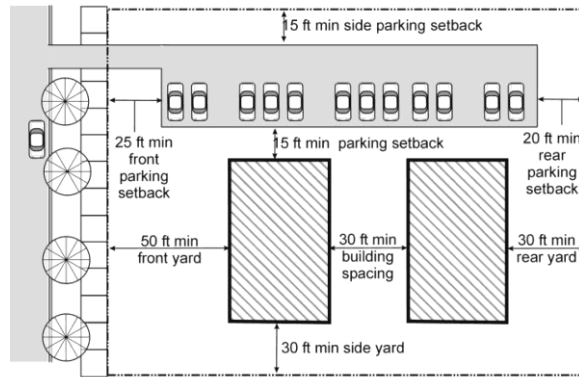 15 ft min side parking setback
25 ft min
front
parking
setback
15 ft min parking setback
20 ft min
rear
parking
setback
50 ft min
front yard
30 ft min
building
spacing
30 ft min
rear yard
30 ft min side yard